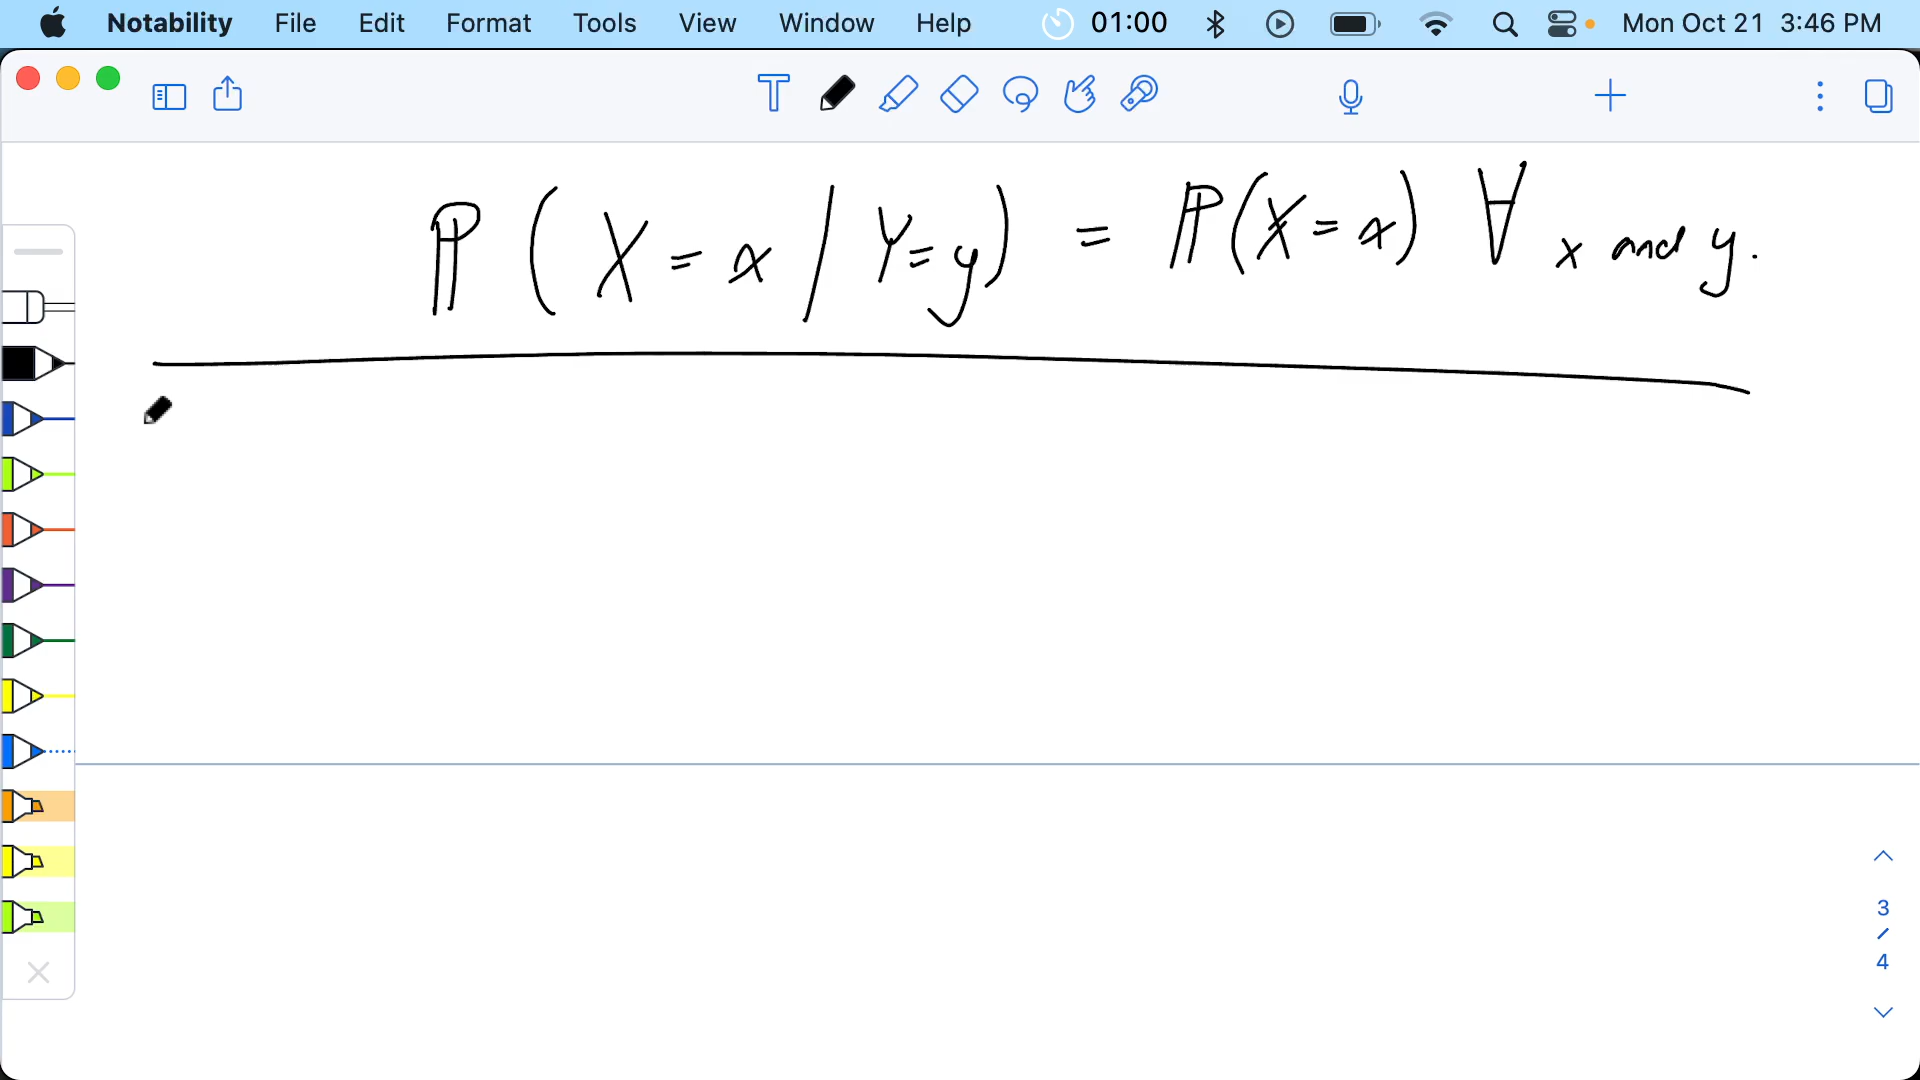 Notability File Edit Format Tools View Window Help 01:00 Mon Oct 21 3:46 PM
ℙ ( X = x / Y = y ) = ℙ(X = x) ∀ x and y.
3
/
4